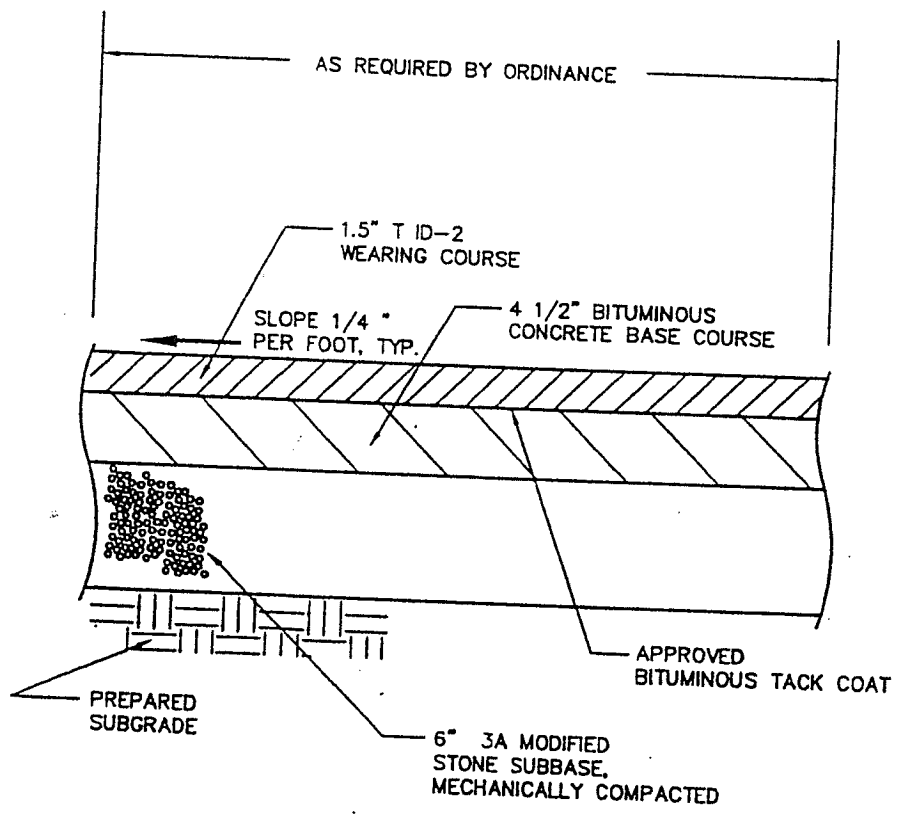 AS REQUIRED BY ORDINANCE
1.5" T ID-2
WEARING COURSE
SLOPE 1/4 "
PER FOOT, TYP.
4 1/2" BITUMINOUS
CONCRETE BASE COURSE
APPROVED
BITUMINOUS TACK COAT
PREPARED
SUBGRADE
6" 3A MODIFIED
STONE SUBBASE,
MECHANICALLY COMPACTED